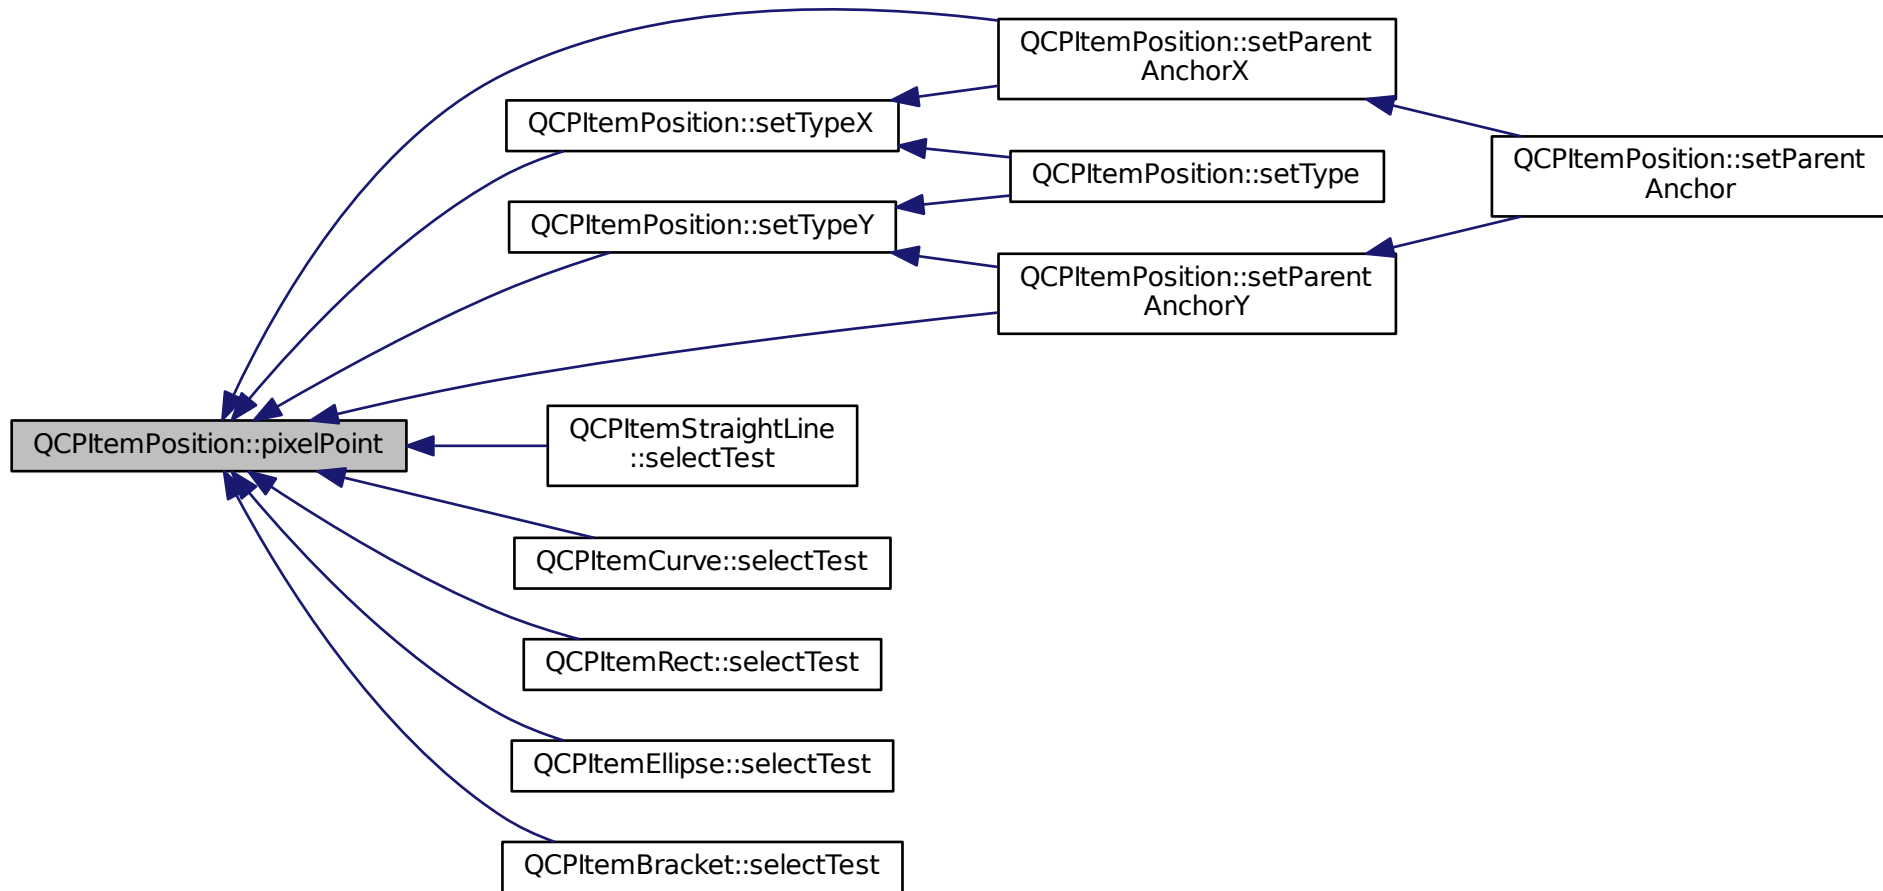 QCPItemPosition::setParent
AnchorX
QCPItemPosition::setTypeX
QCPItemPosition::setParent
Anchor
QCPItemPosition::setType
QCPItemPosition::setTypeY
QCPItemPosition::setParent
AnchorY
QCPItemPosition::pixelPoint
QCPItemStraightLine
::selectTest
QCPItemCurve::selectTest
QCPItemRect::selectTest
QCPItemEllipse::selectTest
QCPItemBracket::selectTest